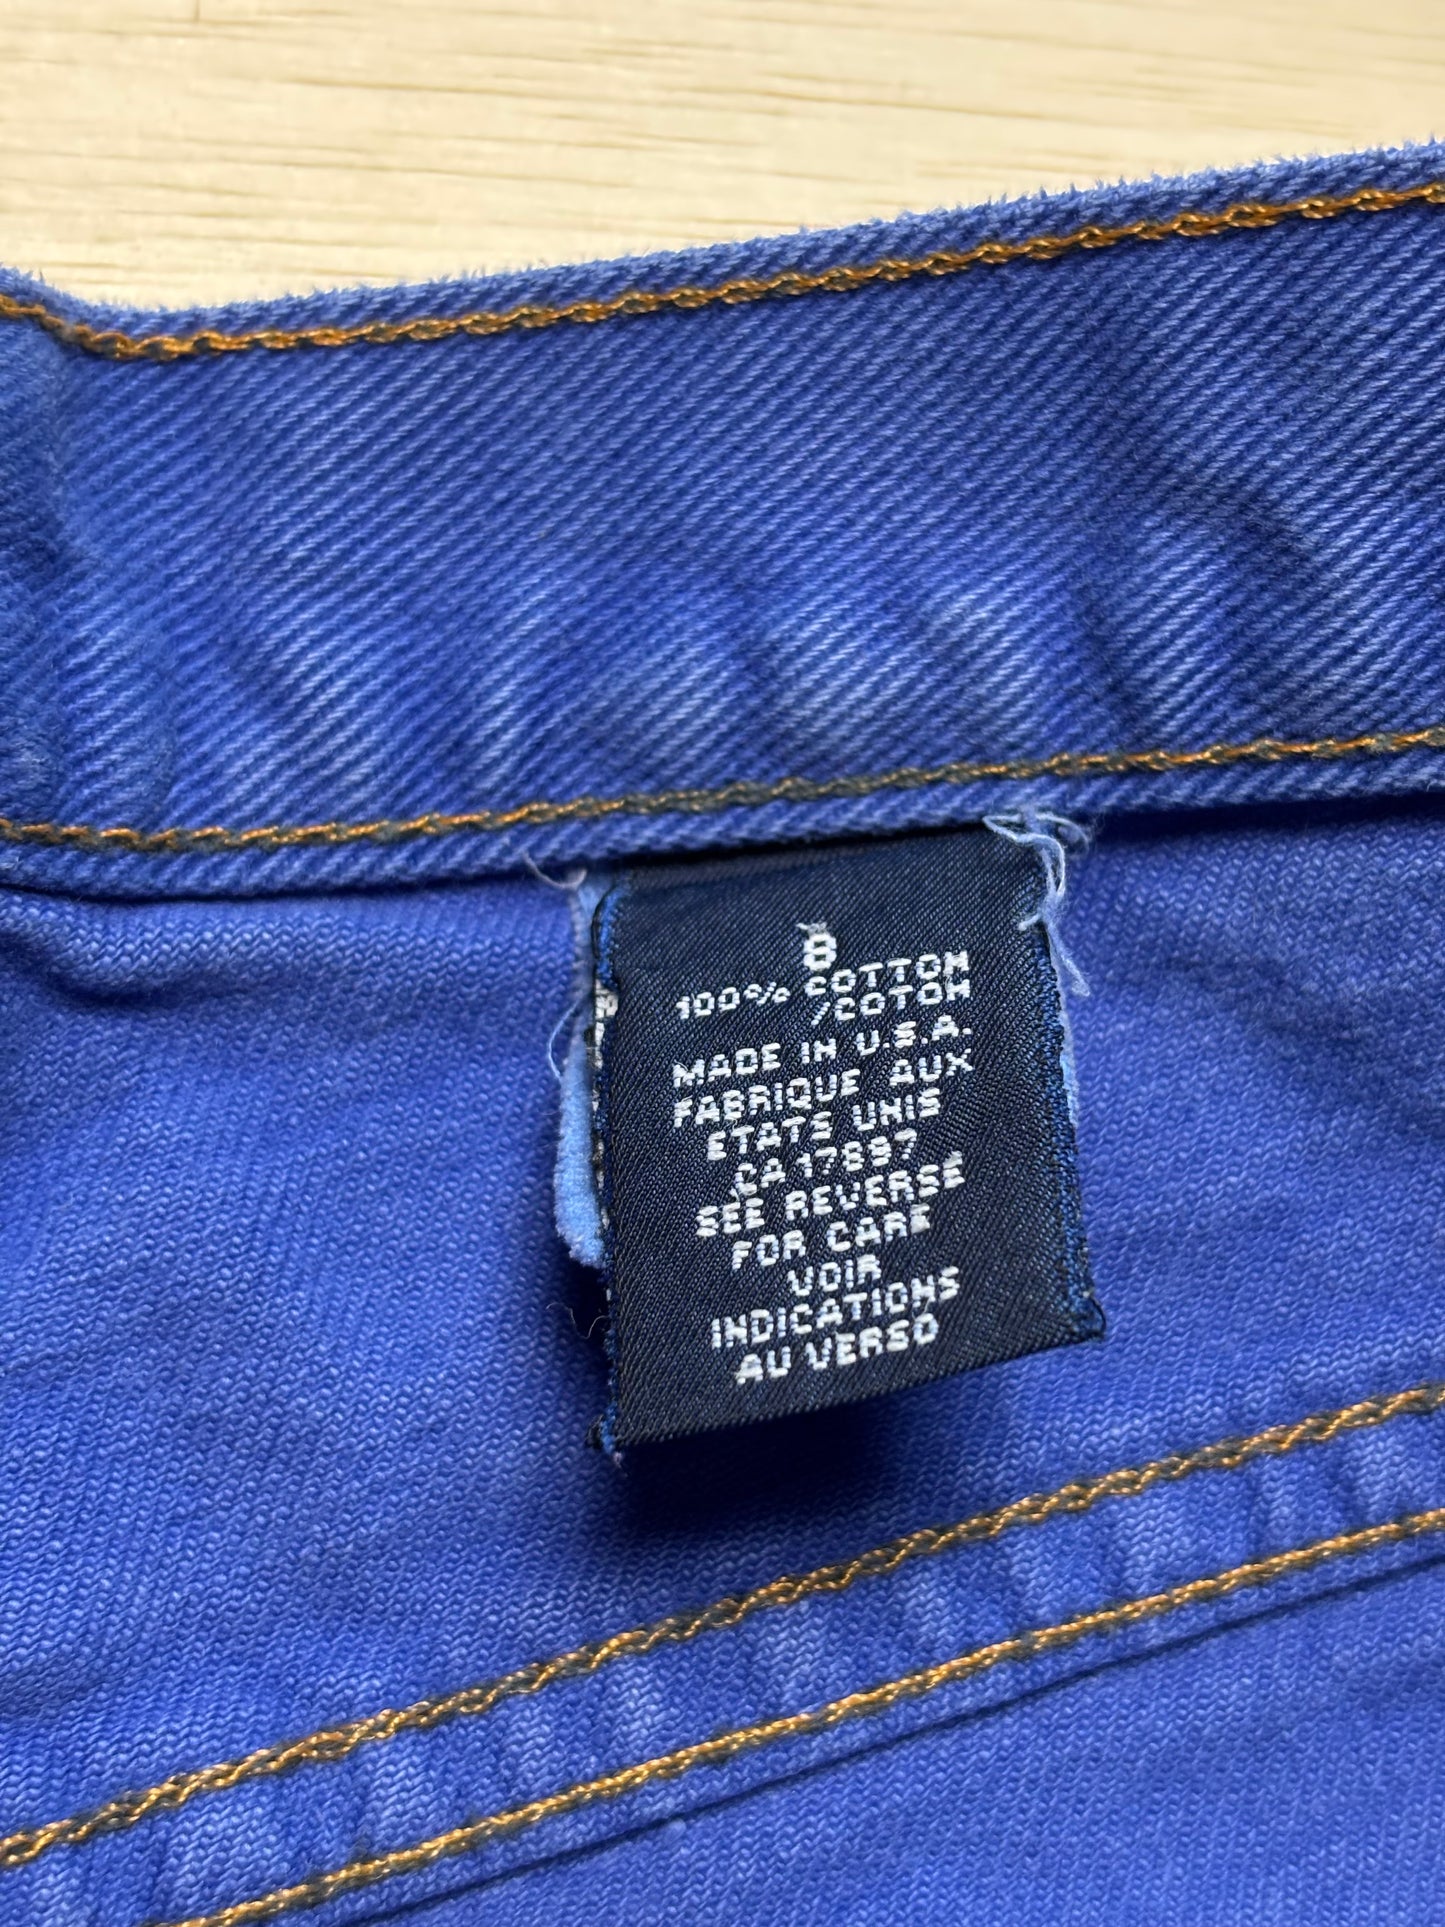 8
100% COTTON
/COTON
MADE IN U.S.A.
FABRIQUE AUX
ETATS UNIS
CA 17897
SEE REVERSE
FOR CARE
VOIR
INDICATIONS
AU VERSO